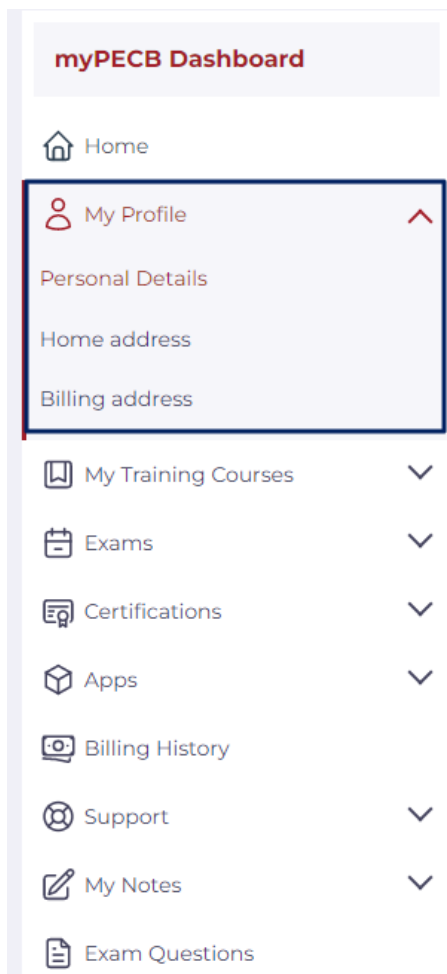 myPECB Dashboard
Home
My Profile
Personal Details
Home address
Billing address
My Training Courses
Exams
Certifications
Apps
Billing History
Support
My Notes
Exam Questions